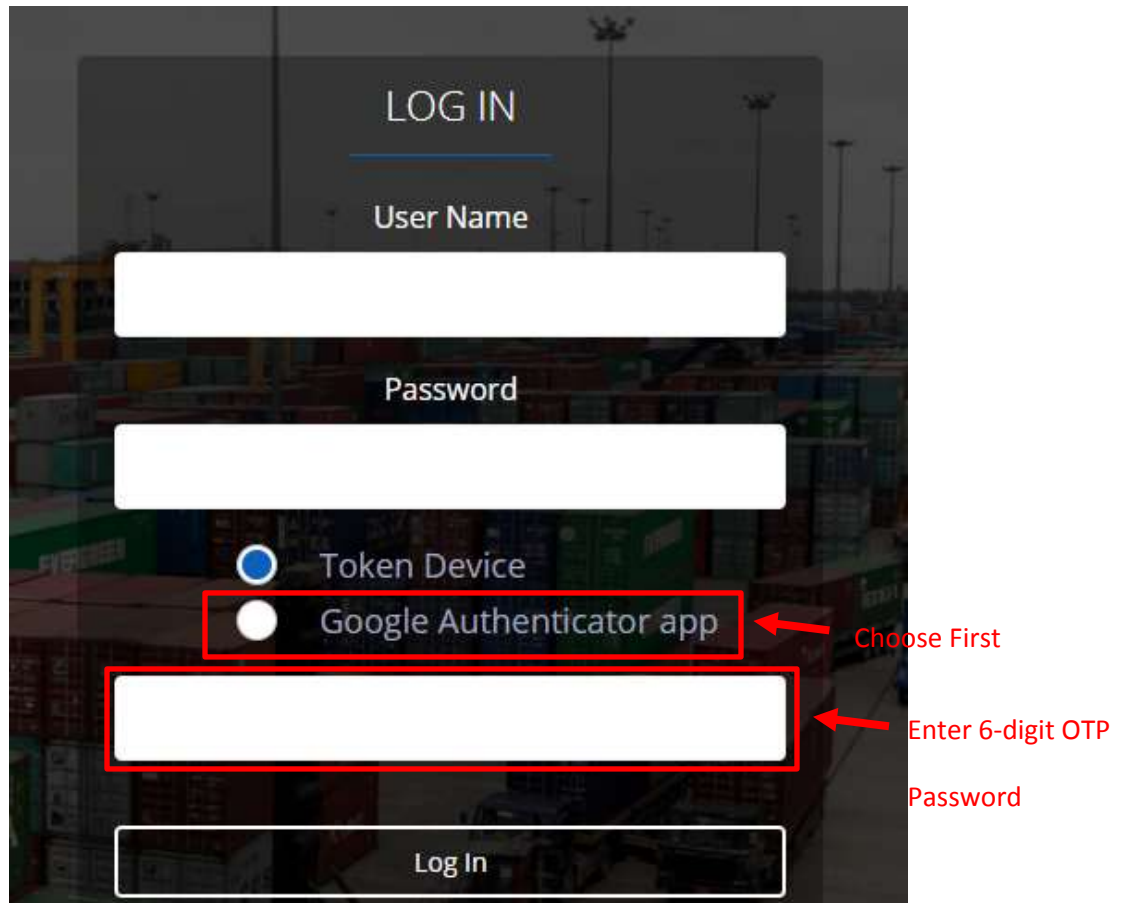 LOG IN
User Name
Password
Token Device
Google Authenticator app
Choose First
Enter 6-digit OTP
Password
Log In